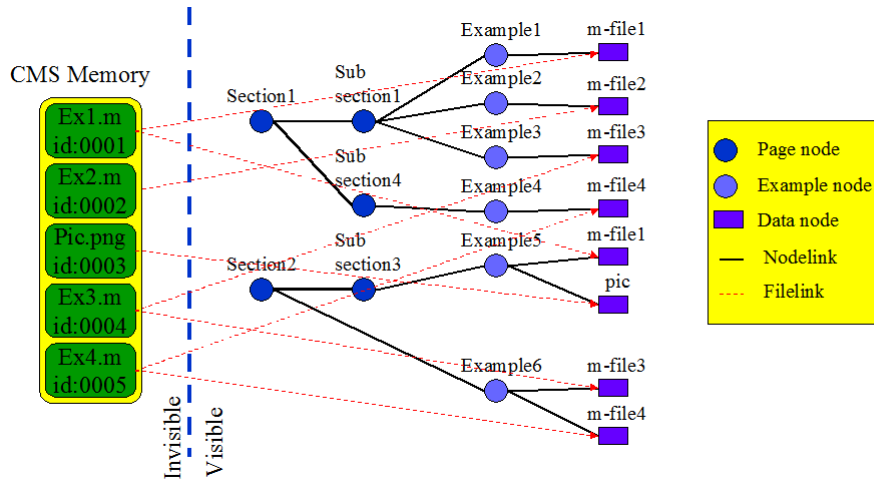 CMS Memory
Ex1.m
id:0001
Ex2.m
id:0002
Pic.png
id:0003
Ex3.m
id:0004
Ex4.m
id:0005
Invisible
Visible
Section1
Sub
section1
Sub
section4
Section2
Sub
section3
Example1
Example2
Example3
Example4
Example5
Example6
m-file1
m-file2
m-file3
m-file4
m-file1
pic
m-file3
m-file4
Page node
Example node
Data node
Nodelink
Filelink